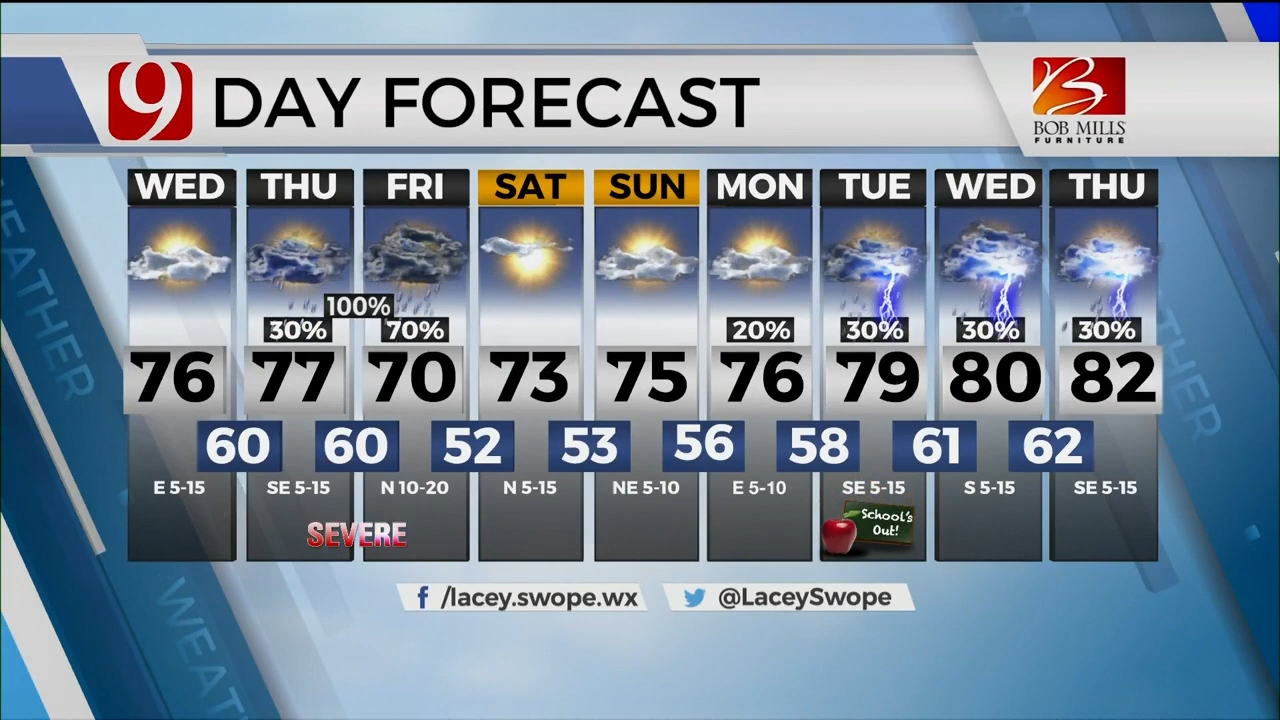 9 DAY FORECAST
BOB MILLS
FURNITURE
WED THU FRI SAT SUN MON TUE WED THU
100%
30% 70% 20% 30% 30% 30%
76 77 70 73 75 76 79 80 82
60 60 52 53 56 58 61 62
E 5-15 SE 5-15 N 10-20 N 5-15 NE 5-10 E 5-10 SE 5-15 S 5-15 SE 5-15
School's
Out!
SEVERE
f /lacey.swope.wx @LaceySwope
WEATHER
WEATHER
WEAT